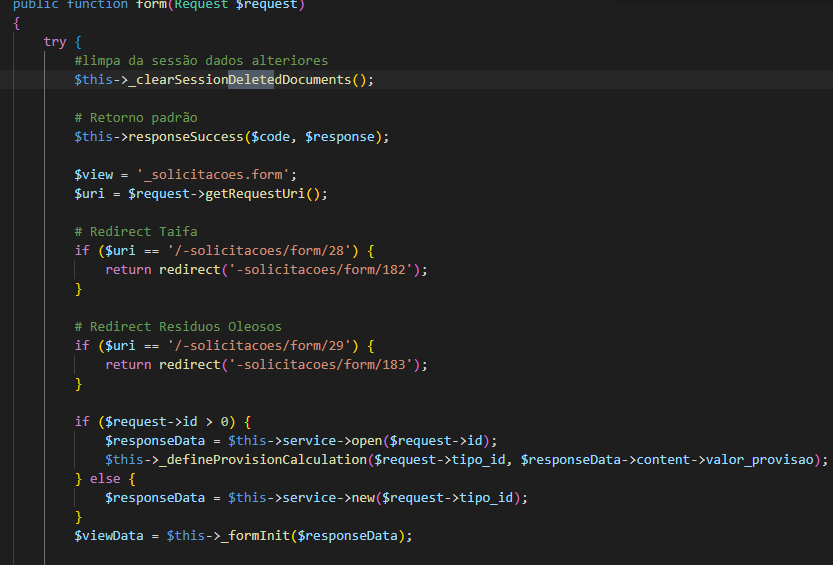 public function form(Request $request)
{
try {
#limpa da sessão dados alteriores
$this->_clearSessionDeletedDocuments();
# Retorno padrão
$this->responseSuccess($code, $response);
$view = '_solicitacoes.form';
$uri = $request->getRequestUri();
# Redirect Taifa
if ($uri == '/-solicitacoes/form/28') {
return redirect('-solicitacoes/form/182');
}
# Redirect Residuos Oleosos
if ($uri == '/-solicitacoes/form/29') {
return redirect('-solicitacoes/form/183');
}
if ($request->id > 0) {
$responseData = $this->service->open($request->id);
$this->_defineProvisionCalculation($request->tipo_id, $responseData->content->valor_provisao);
} else {
$responseData = $this->service->new($request->tipo_id);
}
$viewData = $this->_formInit($responseData);